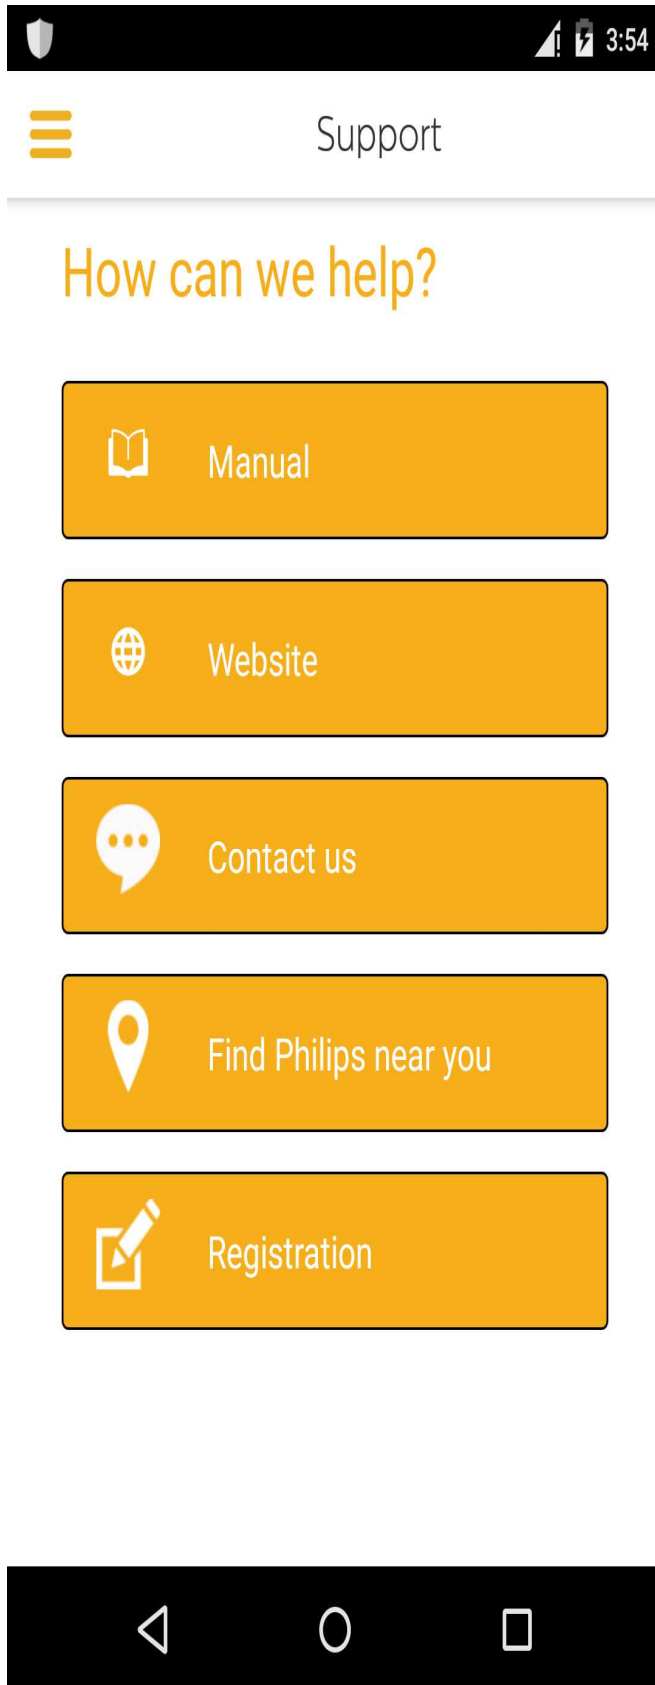 3:54
Support
How can we help?
Manual
Website
Contact us
Find Philips near you
Registration